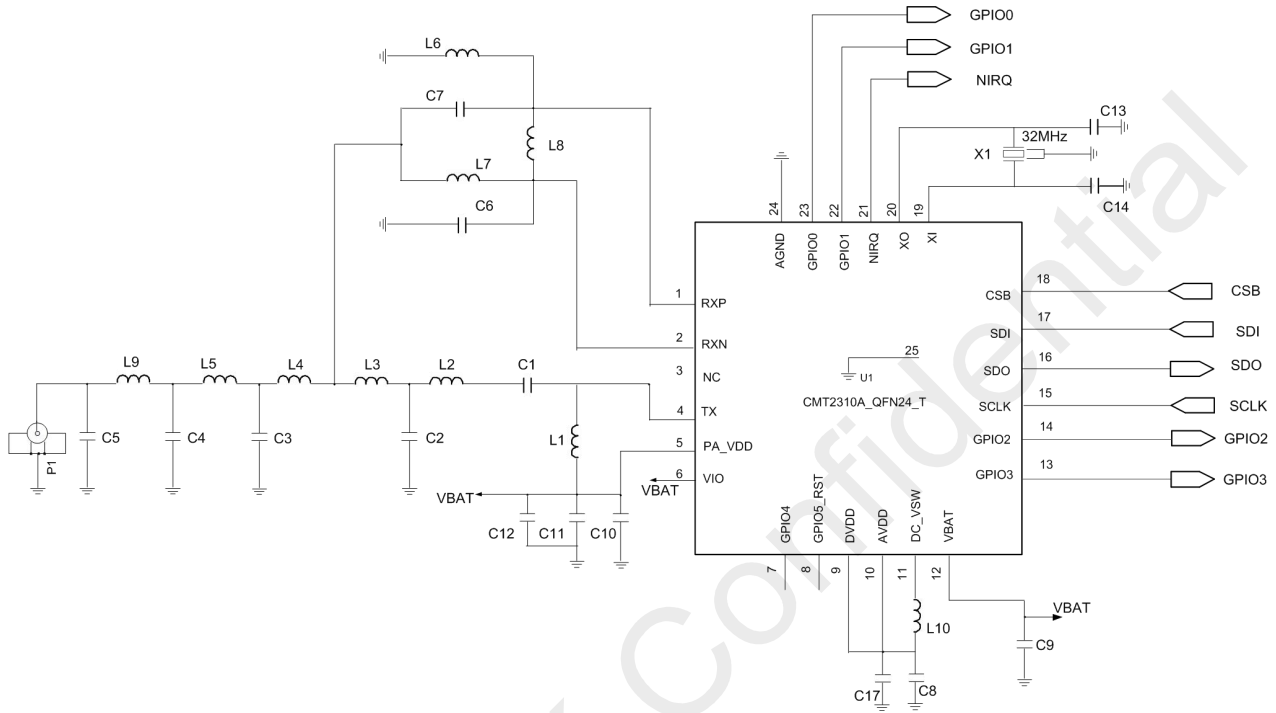 GPIO0
GPIO1
NIRQ
L6
C7
L8
L7
C6
C13
32MHz
X1
C14
24
23
22
21
20
19
AGND
GPIO0
GPIO1
NIRQ
XO
XI
1
RXP
2
RXN
3
NC
4
TX
5
PA_VDD
6
VIO
18
CSB
CSB
17
SDI
SDI
16
SDO
SDO
15
SCLK
SCLK
14
GPIO2
GPIO2
13
GPIO3
GPIO3
25
U1
CMT2310A_QFN24_T
L9
L5
L4
L3
L2
C1
P1
C5
C4
C3
C2
L1
VBAT
VBAT
C12
C11
C10
GPIO4
GPIO5_RST
DVDD
AVDD
DC_VSW
VBAT
7
8
9
10
11
12
L10
VBAT
C9
C17
C8
Confidential